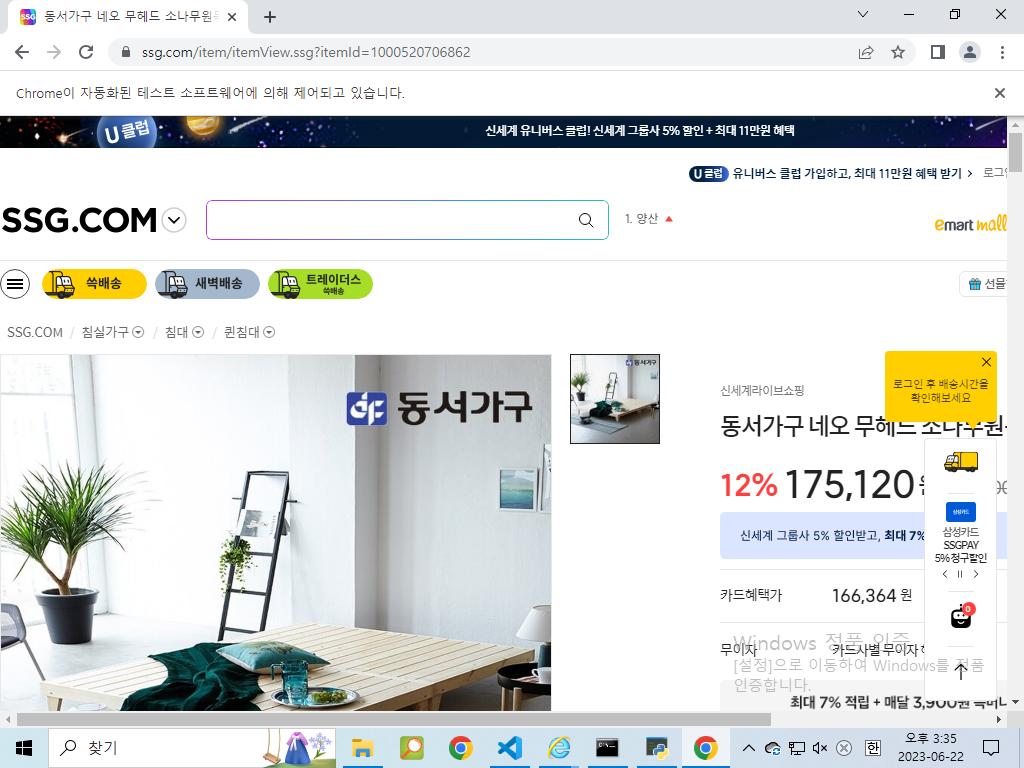 동서가구 네오 무헤드 소나무원목
ssg.com/item/itemView.ssg?itemId=1000520706862
Chrome이 자동화된 테스트 소프트웨어에 의해 제어되고 있습니다.
U 클럽
신세계 유니버스 클럽! 신세계 그룹사 5% 할인 + 최대 11만원 혜택
U 클럽 유니버스 클럽 가입하고, 최대 11만원 혜택 받기 > 로그인
SSG.COM
1. 양산
emart mall
쓱배송
새벽배송
트레이더스
쓱배송
선물
SSG.COM / 침실가구 / 침대 / 퀸침대
동서가구
동서가구
신세계라이브쇼핑
로그인 후 배송시간을
확인해보세요
동서가구 네오 무헤드 소나무원
12% 175,120
신세계 그룹사 5% 할인받고, 최대 7%
삼성카드
삼성카드
SSGPAY
5% 청구할인
카드혜택가 166,364 원
0
무이자 카드사별 무이자
Windows 정품 인증
[설정]으로 이동하여 Windows를 정품
인증합니다.
최대 7% 적립 + 매달 3,900원
찾기
한
오후 3:35
2023-06-22